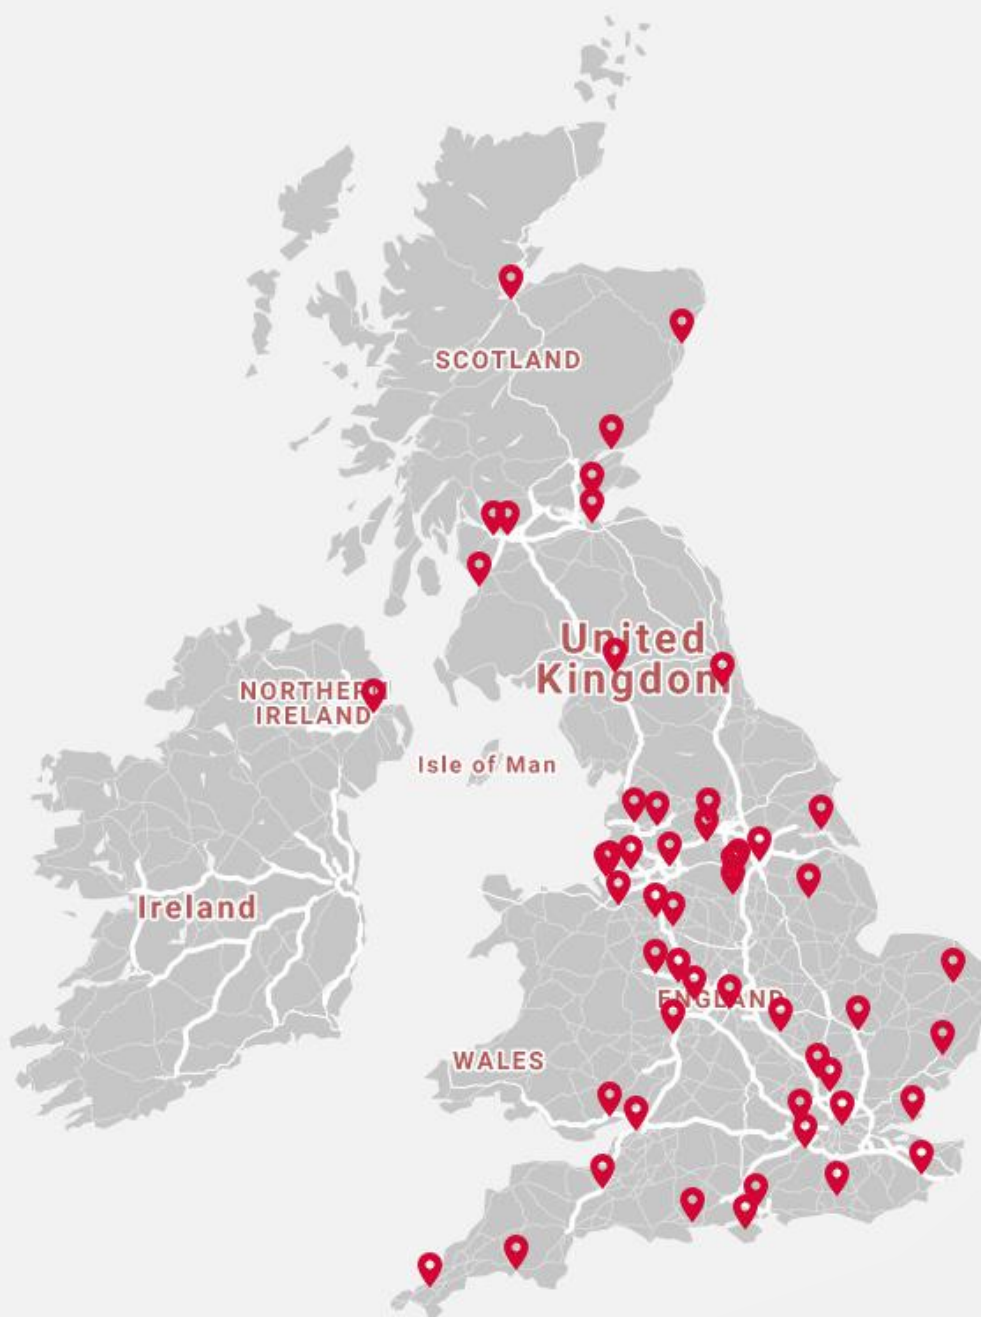 SCOTLAND
United
Kingdom
NORTHERN
IRELAND
Isle of Man
Ireland
ENGLAND
WALES